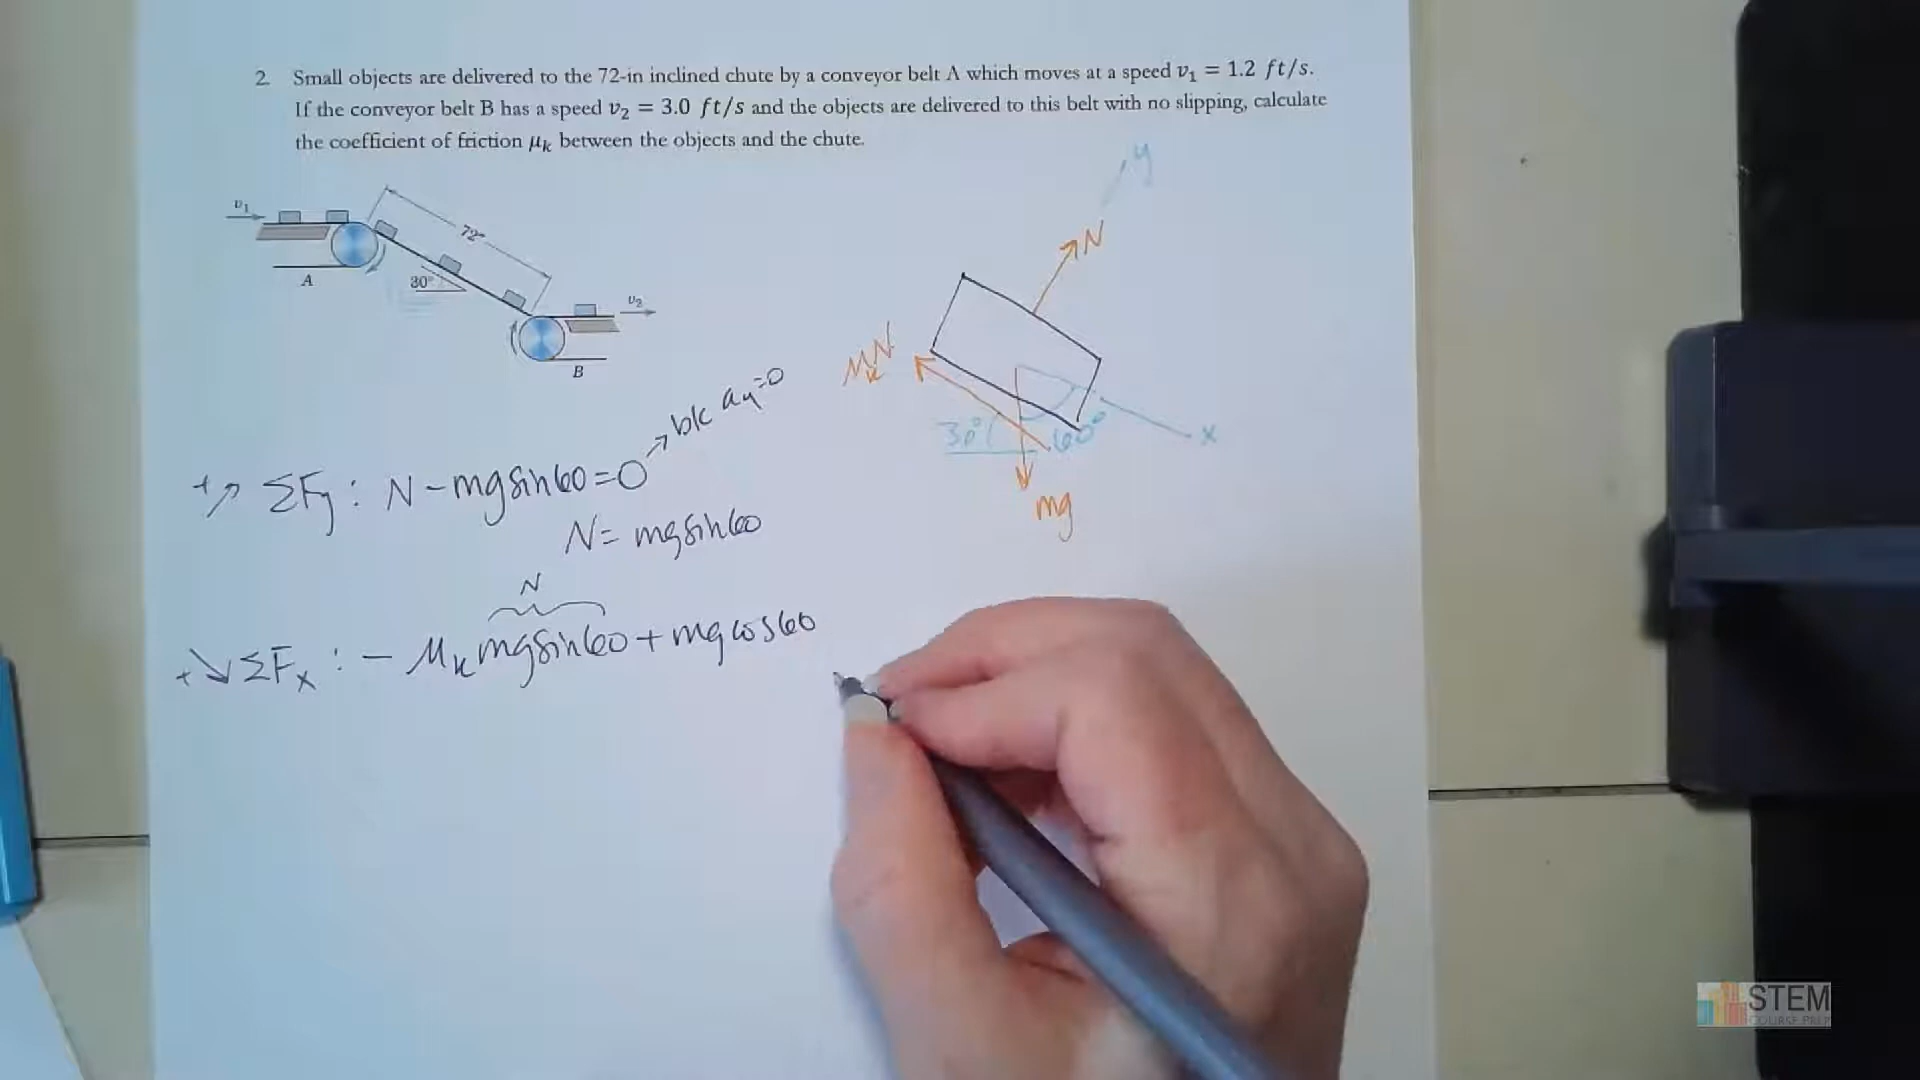 2. Small objects are delivered to the 72-in inclined chute by a conveyor belt A which moves at a speed v₁ = 1.2 ft/s.
If the conveyor belt B has a speed v₂ = 3.0 ft/s and the objects are delivered to this belt with no slipping, calculate
the coefficient of friction μₖ between the objects and the chute.
v₁
72"
A
30°
v₂
B
y
N
μₖN
30°
60°
x
mg
+↗ ΣFy : N - mg sin60 = 0 → b/c ay = 0
N = mg sin60
N
+↘ ΣFx : - μₖ mg sin60 + mg cos60
STEM
COURSE PREP